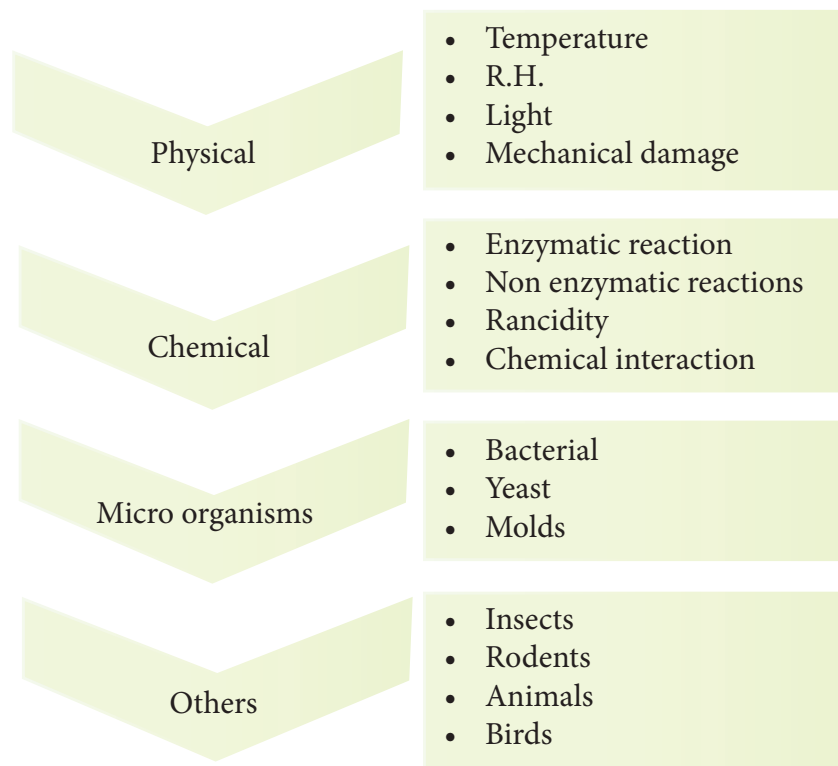 Physical
• Temperature
• R.H.
• Light
• Mechanical damage
Chemical
• Enzymatic reaction
• Non enzymatic reactions
• Rancidity
• Chemical interaction
Micro organisms
• Bacterial
• Yeast
• Molds
Others
• Insects
• Rodents
• Animals
• Birds